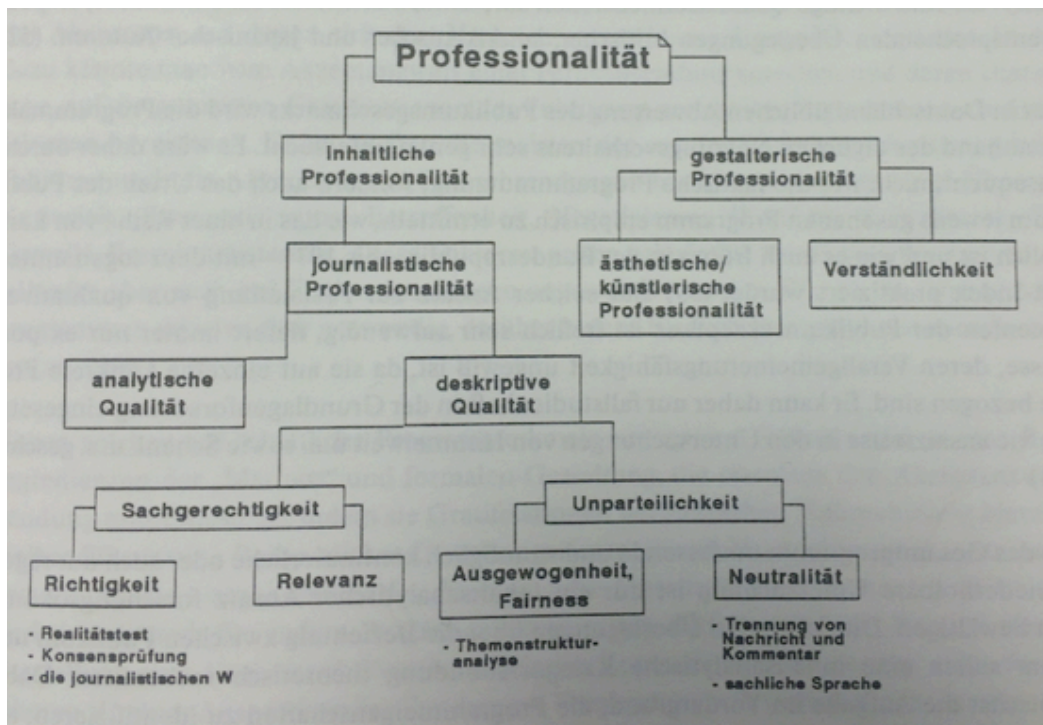 Professionalität
Inhaltliche
Professionalität
gestalterische
Professionalität
journalistische
Professionalität
ästhetische/
künstlerische
Professionalität
Verständlichkeit
analytische
Qualität
deskriptive
Qualität
Sachgerechtigkeit
Unparteilichkeit
Richtigkeit
Relevanz
Ausgewogenheit,
Fairness
Neutralität
- Realitätstest
- Konsensprüfung
- die journalistischen W
- Themenstruktur-
analyse
- Trennung von
Nachricht und
Kommentar
- sachliche Sprache